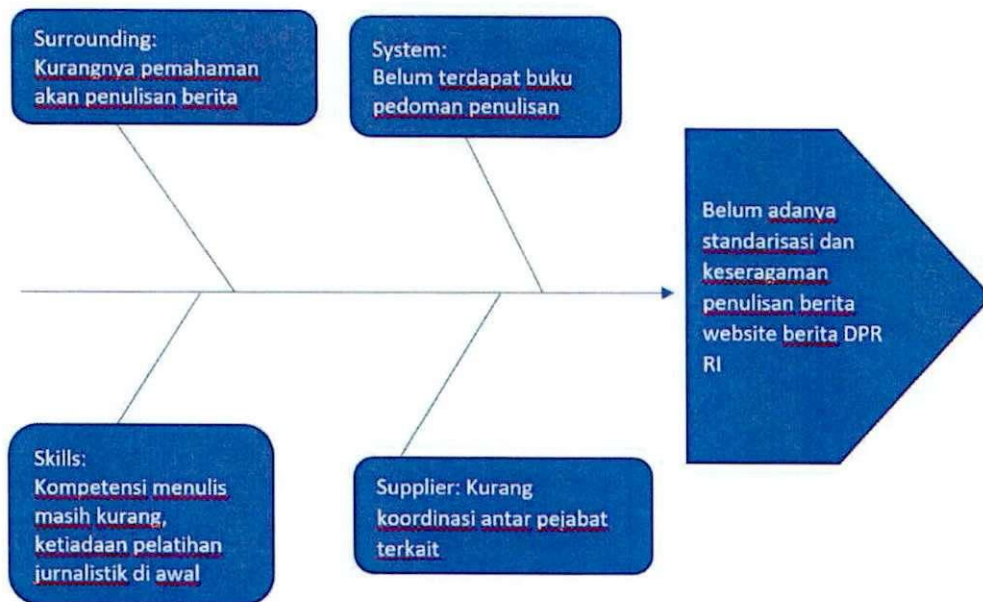 Surrounding:
Kurangnya pemahaman
akan penulisan berita
System:
Belum terdapat buku
pedoman penulisan
Belum adanya
standarisasi dan
keseragaman
penulisan berita
website berita DPR
RI
Skills:
Kompetensi menulis
masih kurang,
ketiadaan pelatihan
jurnalistik di awal
Supplier: Kurang
koordinasi antar pejabat
terkait